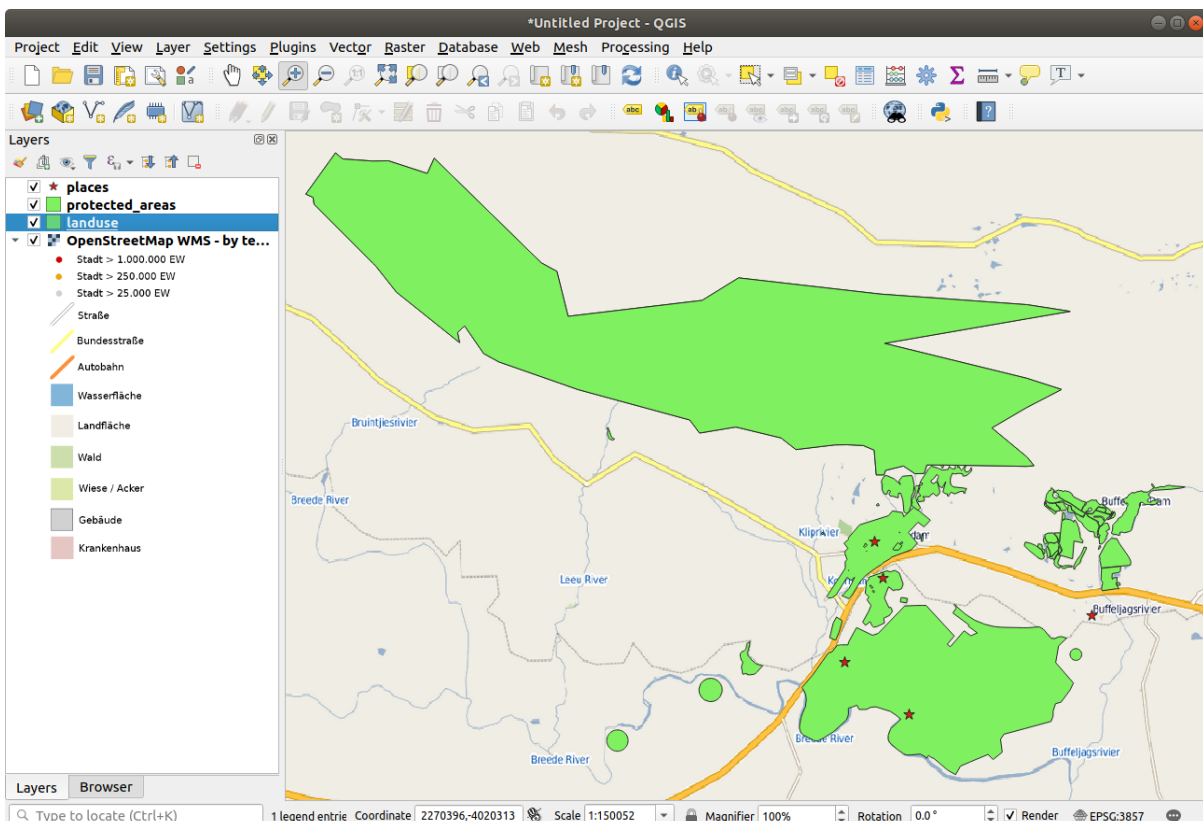 *Untitled Project - QGIS
Project Edit View Layer Settings Plugins Vector Raster Database Web Mesh Processing Help
Layers
places
protected_areas
landuse
OpenStreetMap WMS - by te...
Stadt > 1.000.000 EW
Stadt > 250.000 EW
Stadt > 25.000 EW
Straße
Bundesstraße
Autobahn
Wasserfläche
Landfläche
Wald
Wiese / Acker
Gebäude
Krankenhaus
Bruintjiesrivier
Breede River
Kliprivier
Leeu River
Buffeljagsrivier
Breede River
Breede River
Buffeljagsrivier
Layers Browser
Type to locate (Ctrl+K) 1 legend entrie Coordinate 2270396,-4020313 Scale 1:150052 Magnifier 100% Rotation 0.0 ° Render EPSG:3857